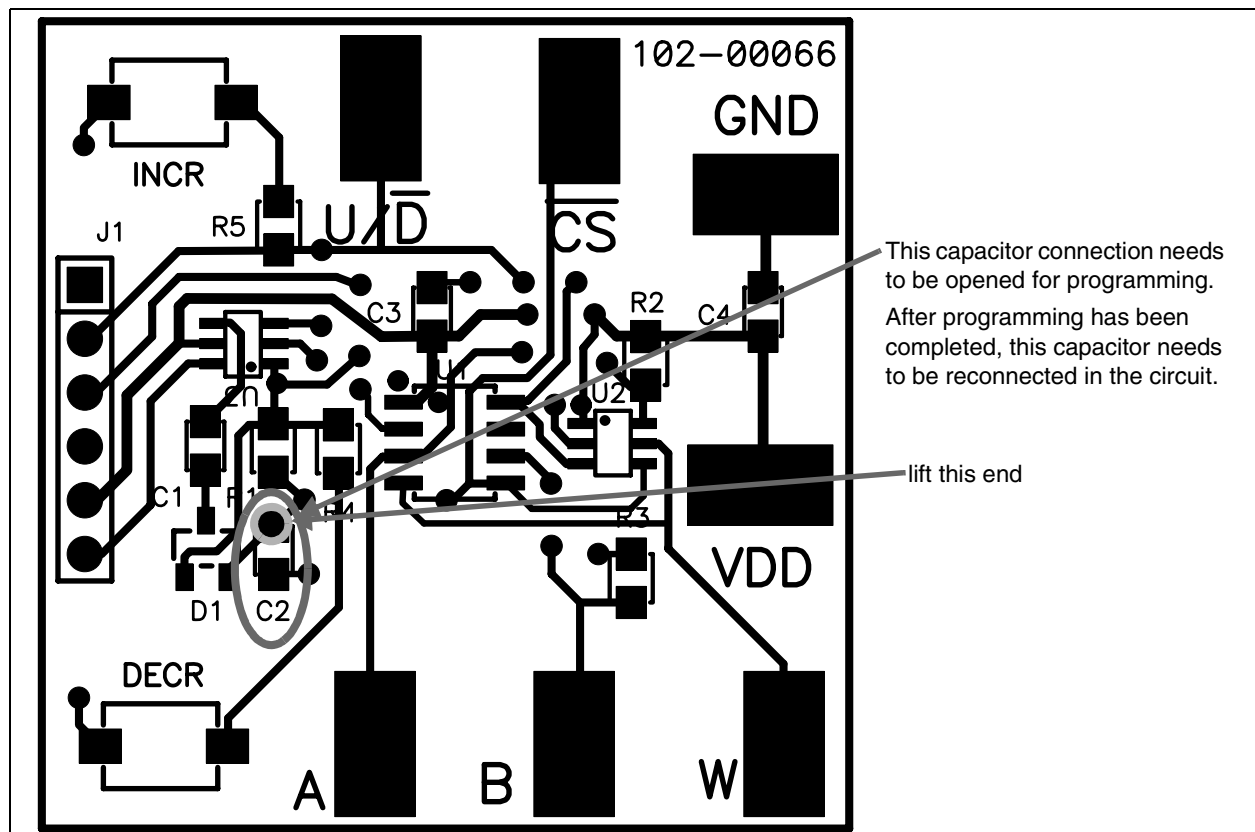 102-00066
GND
INCR
R5
U/D
CS
J1
C3
R2
C4
U1
U2
U3
C1
R1
R4
R3
D1
C2
VDD
DECR
A
B
W
This capacitor connection needs
to be opened for programming.
After programming has been
completed, this capacitor needs
to be reconnected in the circuit.
lift this end